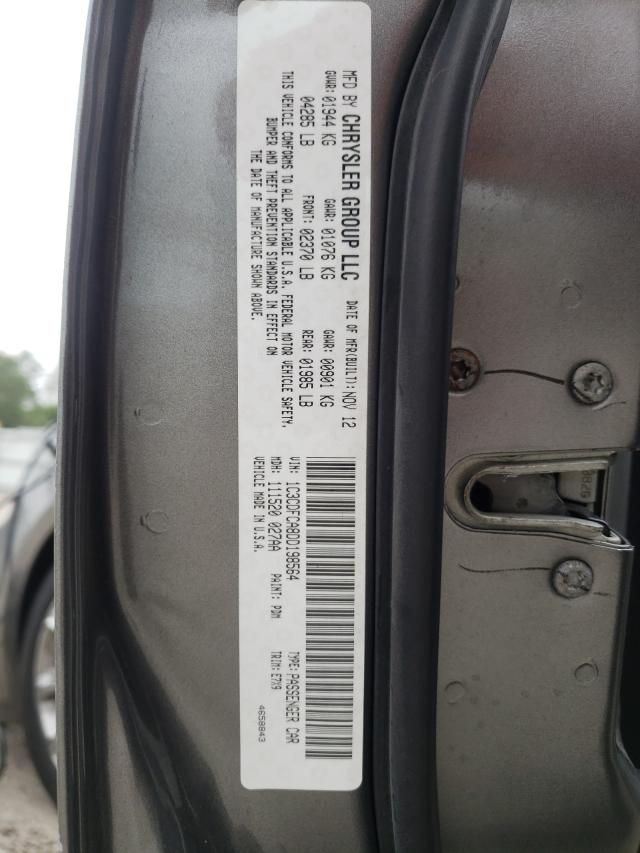 MFD BY CHRYSLER GROUP LLC
DATE OF MFR(BUILT): NOV 12
GVWR: 01944 KG GAWR: 01076 KG GAWR: 00901 KG
04285 LB FRONT: 02370 LB REAR: 01985 LB
THIS VEHICLE CONFORMS TO ALL APPLICABLE U.S.A. FEDERAL MOTOR VEHICLE SAFETY,
BUMPER AND THEFT PREVENTION STANDARDS IN EFFECT ON
THE DATE OF MANUFACTURE SHOWN ABOVE.
VIN: 1C3CDFCA8DD198564 TYPE: PASSENGER CAR
MDH: 111520 027AA PAINT: PDM TRIM: E7X9
VEHICLE MADE IN U.S.A.
4658843